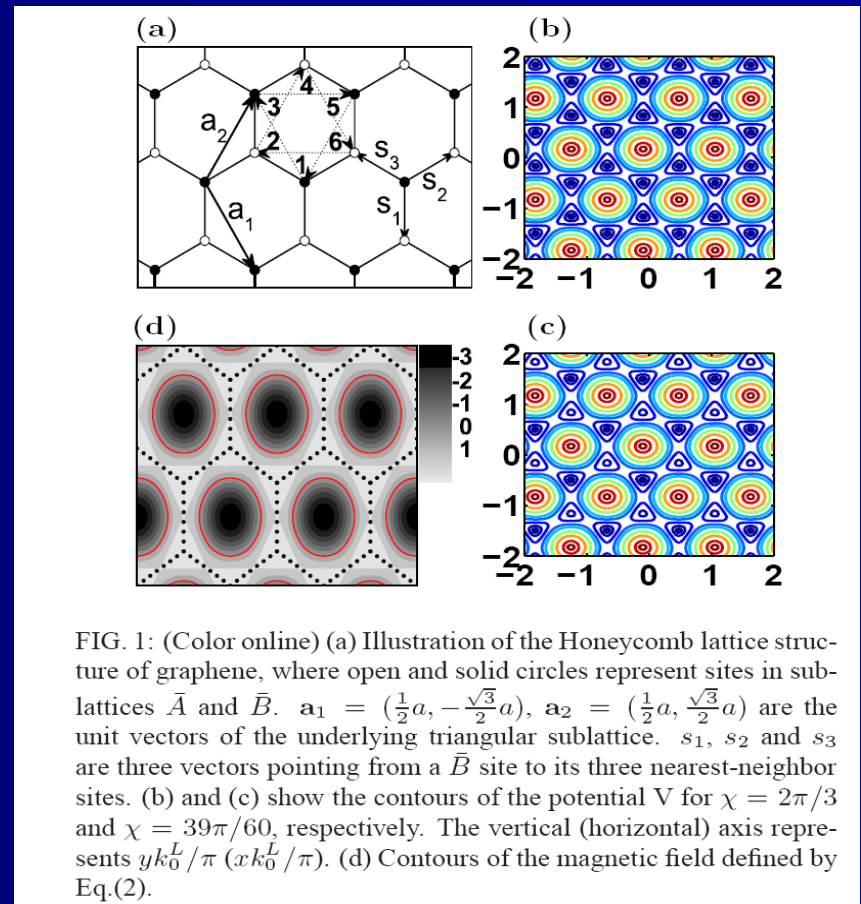 (a)
(b)
4
3
5
a₂
2
6
1
s₃
s₂
a₁
s₁
2
1
0
−1
−2
−2 −1 0 1 2
(d)
(c)
-3
-2
-1
0
1
2
1
0
−1
−2
−2 −1 0 1 2
FIG. 1: (Color online) (a) Illustration of the Honeycomb lattice struc-
ture of graphene, where open and solid circles represent sites in sub-
lattices Ā and B̄. a₁ = (½a, −√3/2 a), a₂ = (½a, √3/2 a) are the
unit vectors of the underlying triangular sublattice. s₁, s₂ and s₃
are three vectors pointing from a B̄ site to its three nearest-neighbor
sites. (b) and (c) show the contours of the potential V for χ = 2π/3
and χ = 39π/60, respectively. The vertical (horizontal) axis repre-
sents yk₀ᴸ/π (xk₀ᴸ/π). (d) Contours of the magnetic field defined by
Eq.(2).